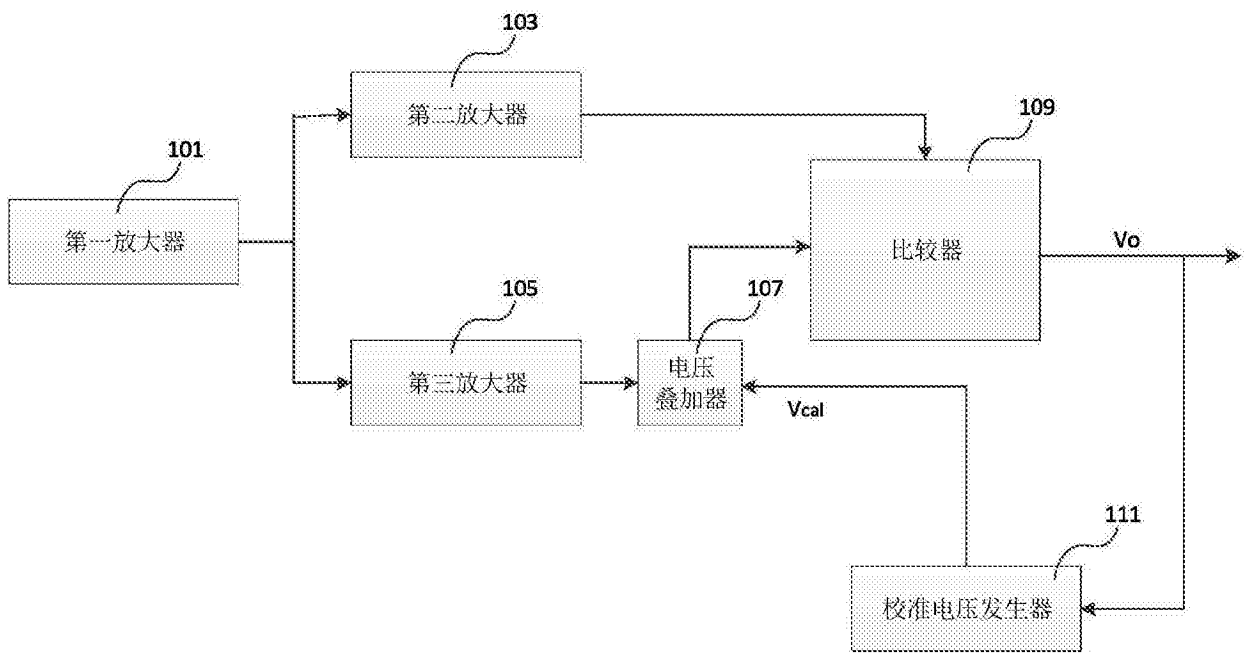 103
第二放大器
109
101
第一放大器
比较器
Vo
105
107
第三放大器
电压
叠加器
Vcal
111
校准电压发生器